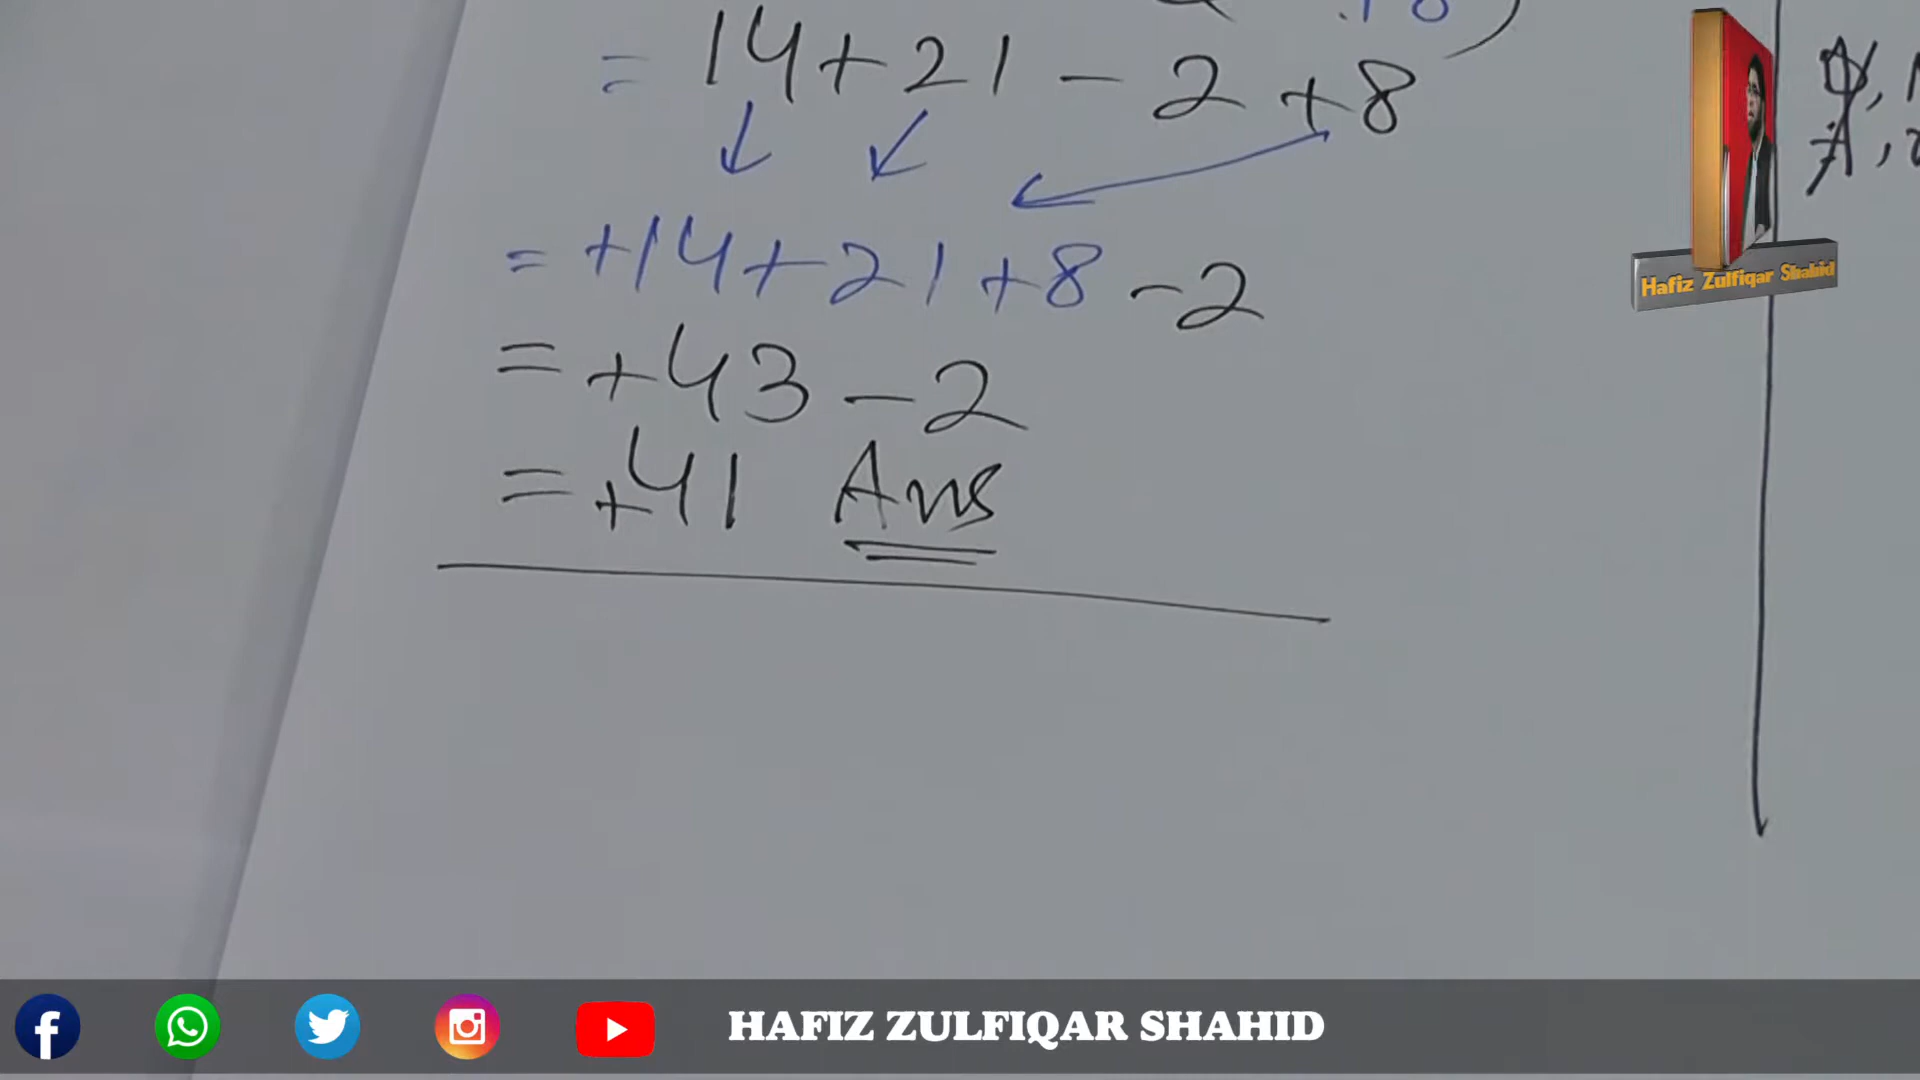 = 14 + 21 - 2 + 8
= +14 + 21 + 8 - 2
= +43 - 2
= +41 Ans
Hafiz Zulfiqar Shahid
HAFIZ ZULFIQAR SHAHID